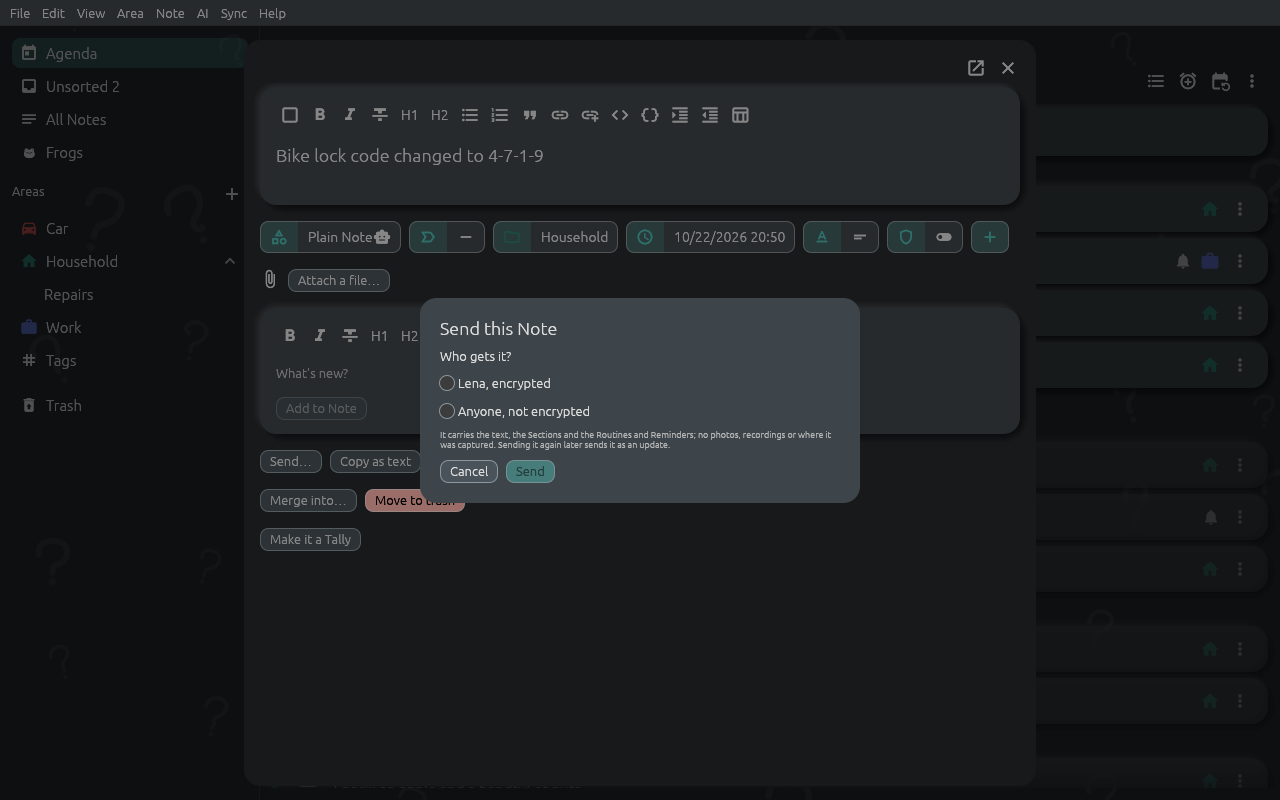 File Edit View Area Note AI Sync Help
Agenda
Unsorted 2
All Notes
Frogs
Areas
Car
Household
Repairs
Work
Tags
Trash
H1 H2
Bike lock code changed to 4-7-1-9
Plain Note
Household
10/22/2026 20:50
Attach a file...
H1 H2
What's new?
Add to Note
Send...
Copy as text
Merge into...
Move to trash
Make it a Tally
Send this Note
Who gets it?
Lena, encrypted
Anyone, not encrypted
It carries the text, the Sections and the Routines and Reminders; no photos, recordings or where it
was captured. Sending it again later sends it as an update.
Cancel
Send